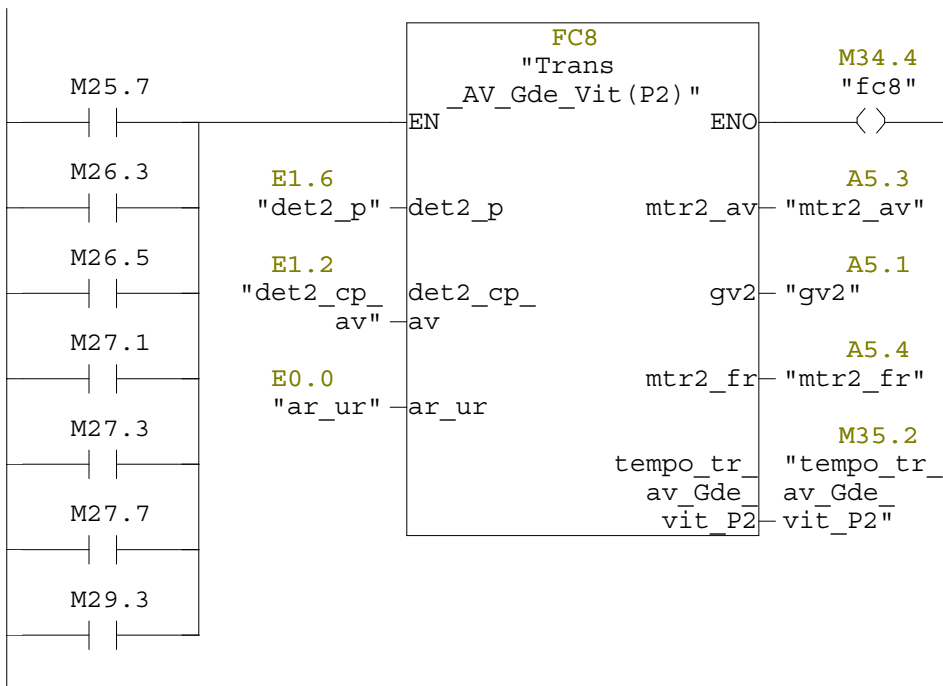 FC8
"Trans
_AV_Gde_Vit(P2)"
M34.4
"fc8"
M25.7
EN
ENO
M26.3
E1.6
"det2_p"
det2_p
mtr2_av
A5.3
"mtr2_av"
M26.5
E1.2
"det2_cp_
av"
det2_cp_
av
gv2
A5.1
"gv2"
M27.1
E0.0
"ar_ur"
ar_ur
mtr2_fr
A5.4
"mtr2_fr"
M27.3
tempo_tr_
av_Gde_
vit_P2
M35.2
"tempo_tr_
av_Gde_
vit_P2"
M27.7
M29.3